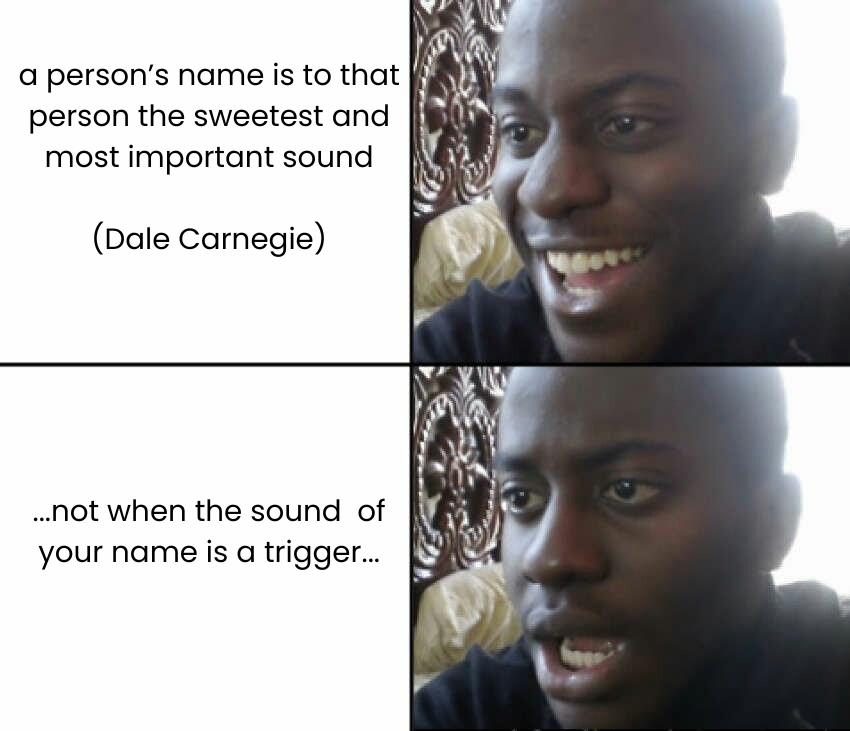 a person’s name is to that
person the sweetest and
most important sound
(Dale Carnegie)
...not when the sound of
your name is a trigger...